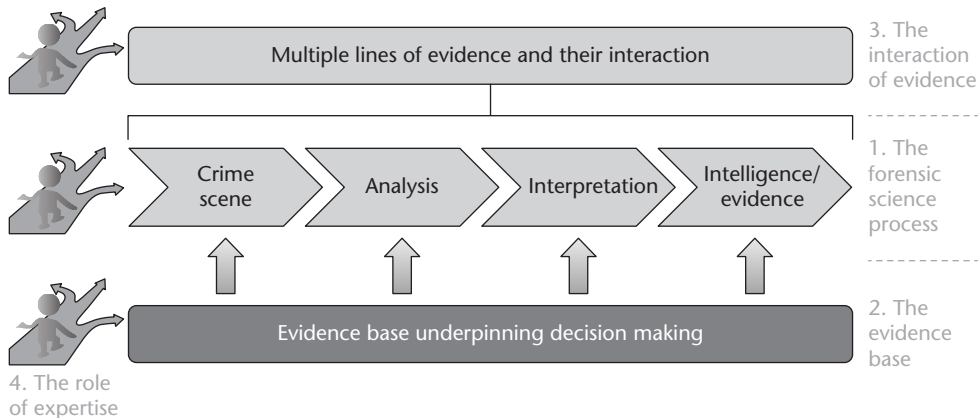 Multiple lines of evidence and their interaction
3. The
interaction
of evidence
Crime
scene
Analysis
Interpretation
Intelligence/
evidence
1. The
forensic
science
process
Evidence base underpinning decision making
2. The
evidence
base
4. The role
of expertise